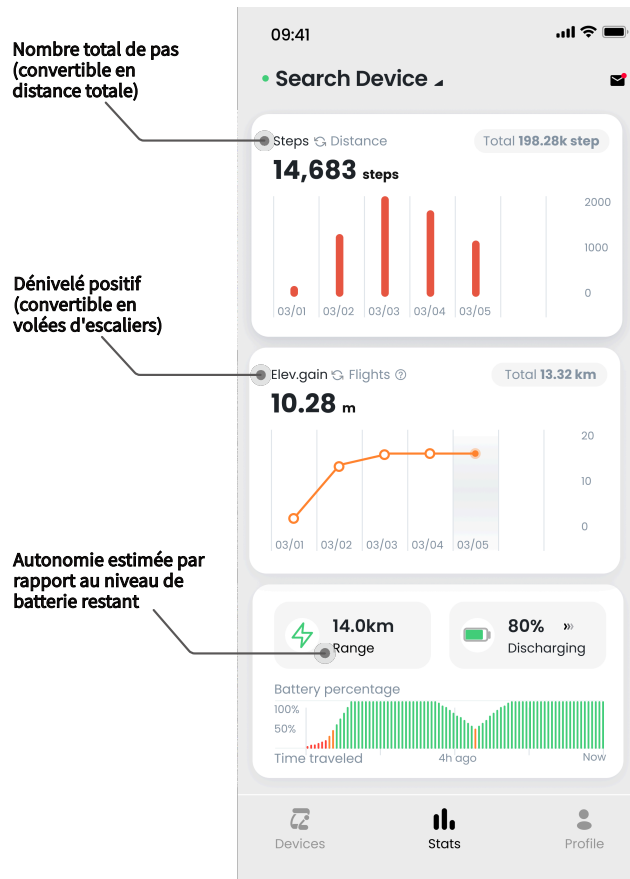 Nombre total de pas
(convertible en
distance totale)
09:41
Search Device
Steps Distance
Total 198.28k step
14,683 steps
2000
1000
0
03/01 03/02 03/03 03/04 03/05
Dénivelé positif
(convertible en
volées d'escaliers)
Elev.gain Flights ?
Total 13.32 km
10.28 m
20
10
0
03/01 03/02 03/03 03/04 03/05
Autonomie estimée par
rapport au niveau de
batterie restant
14.0km
Range
80%
Discharging
Battery percentage
100%
50%
Time traveled 4h ago Now
Devices Stats Profile